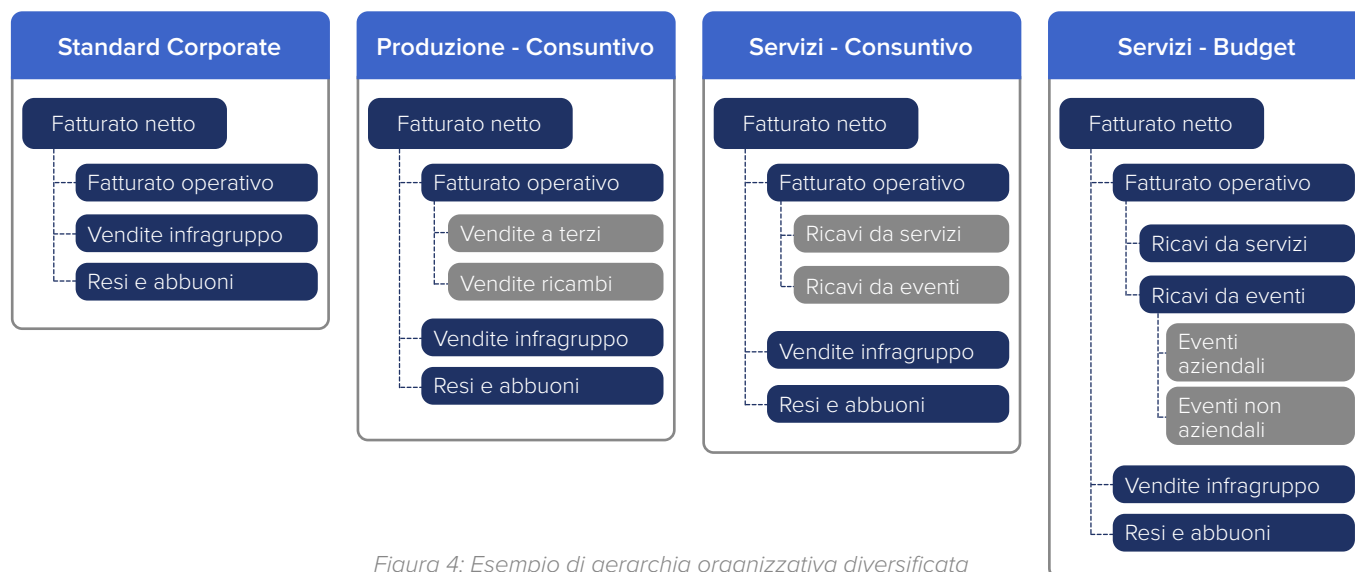 Standard Corporate
Fatturato netto
Fatturato operativo
Vendite infragruppo
Resi e abbuoni
Produzione - Consuntivo
Fatturato netto
Fatturato operativo
Vendite a terzi
Vendite ricambi
Vendite infragruppo
Resi e abbuoni
Servizi - Consuntivo
Fatturato netto
Fatturato operativo
Ricavi da servizi
Ricavi da eventi
Vendite infragruppo
Resi e abbuoni
Servizi - Budget
Fatturato netto
Fatturato operativo
Ricavi da servizi
Ricavi da eventi
Eventi
aziendali
Eventi non
aziendali
Vendite infragruppo
Resi e abbuoni
Figura 4: Esempio di gerarchia organizzativa diversificata